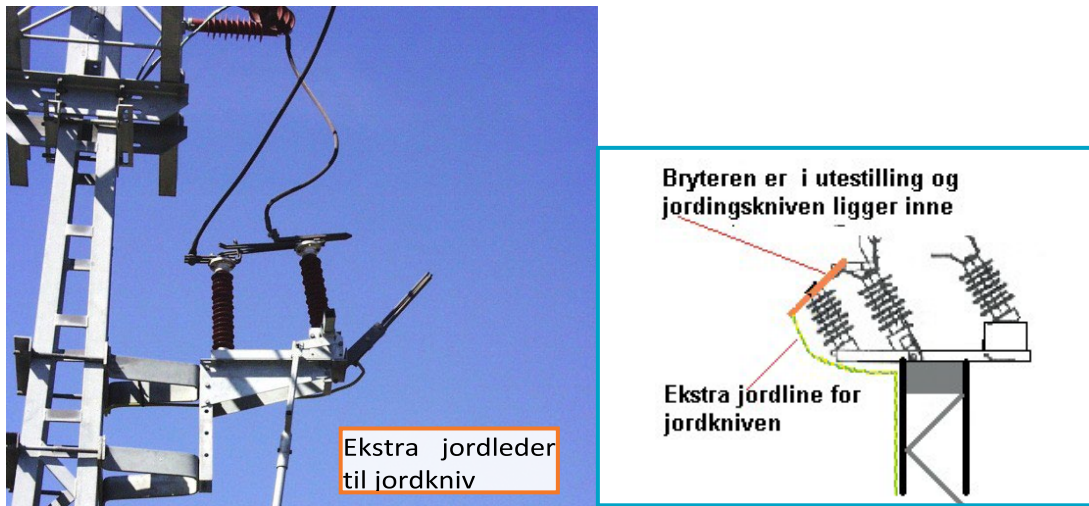 Ekstra jordleder
til jordkniv
Bryteren er i utestilling og
jordingskniven ligger inne
Ekstra jordline for
jordkniven